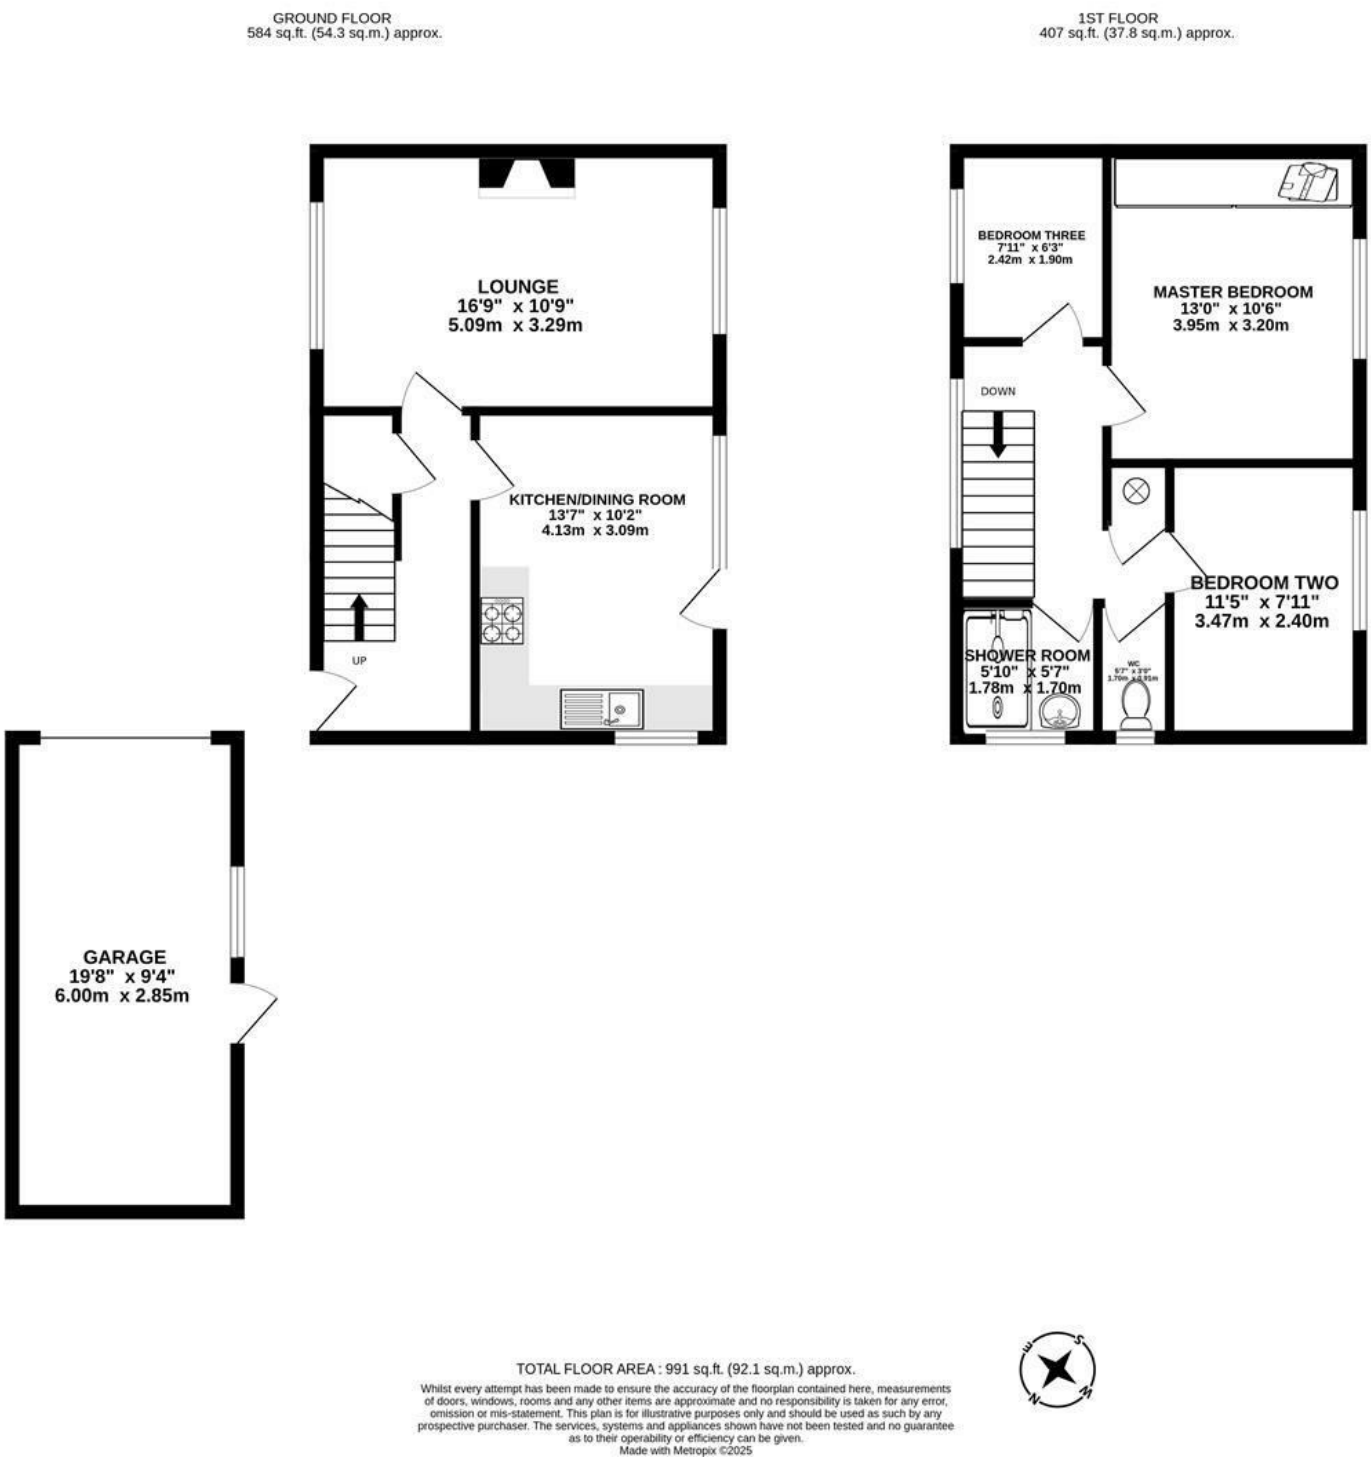 GROUND FLOOR
584 sq.ft. (54.3 sq.m.) approx.
1ST FLOOR
407 sq.ft. (37.8 sq.m.) approx.
LOUNGE
16'9" x 10'9"
5.09m x 3.29m
KITCHEN/DINING ROOM
13'7" x 10'2"
4.13m x 3.09m
UP
GARAGE
19'8" x 9'4"
6.00m x 2.85m
BEDROOM THREE
7'11" x 6'3"
2.42m x 1.90m
MASTER BEDROOM
13'0" x 10'6"
3.95m x 3.20m
DOWN
BEDROOM TWO
11'5" x 7'11"
3.47m x 2.40m
SHOWER ROOM
5'10" x 5'7"
1.78m x 1.70m
WC
5'7" x 3'0"
1.70m x 0.91m
E
S
N
W
TOTAL FLOOR AREA : 991 sq.ft. (92.1 sq.m.) approx.
Whilst every attempt has been made to ensure the accuracy of the floorplan contained here, measurements
of doors, windows, rooms and any other items are approximate and no responsibility is taken for any error,
omission or mis-statement. This plan is for illustrative purposes only and should be used as such by any
prospective purchaser. The services, systems and appliances shown have not been tested and no guarantee
as to their operability or efficiency can be given.
Made with Metropix ©2025